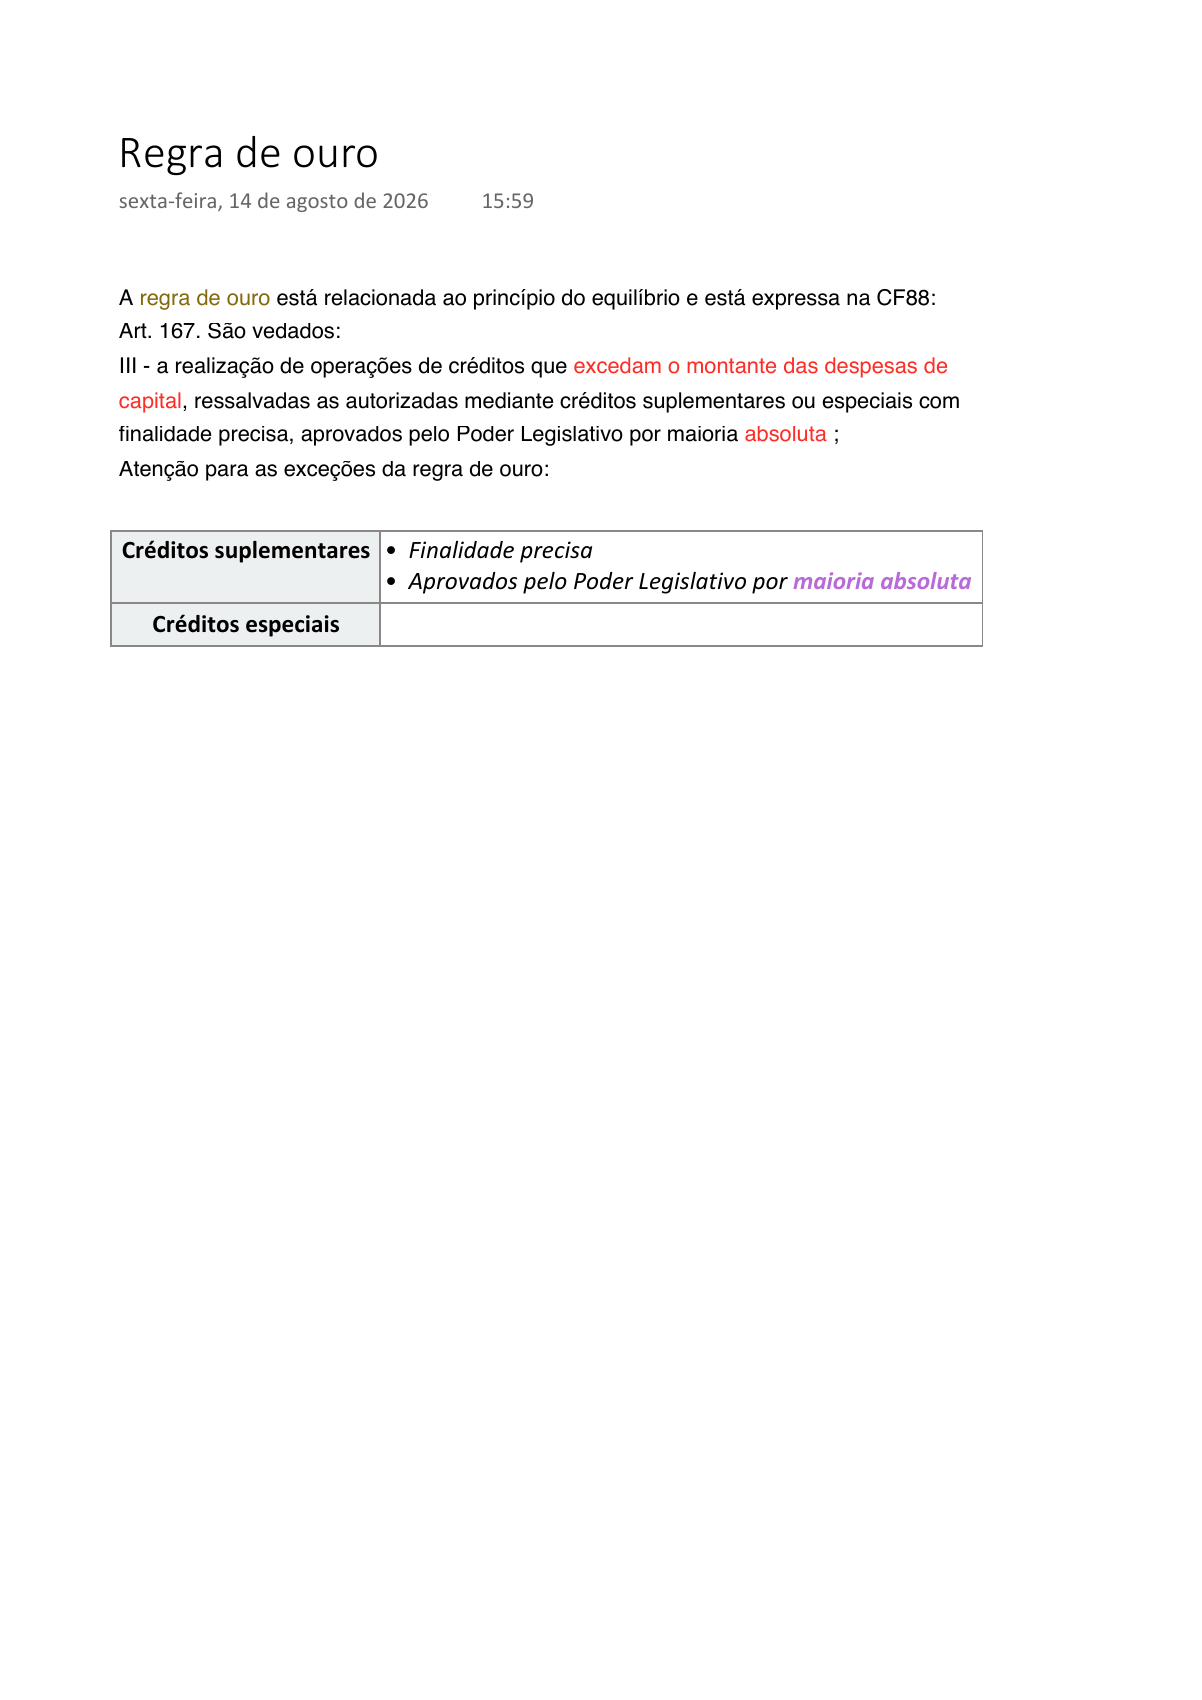 Regra de ouro
sexta-feira, 14 de agosto de 2026 15:59
A regra de ouro está relacionada ao princípio do equilíbrio e está expressa na CF88:
Art. 167. São vedados:
III - a realização de operações de créditos que excedam o montante das despesas de
capital, ressalvadas as autorizadas mediante créditos suplementares ou especiais com
finalidade precisa, aprovados pelo Poder Legislativo por maioria absoluta ;
Atenção para as exceções da regra de ouro:
Créditos suplementares • Finalidade precisa
• Aprovados pelo Poder Legislativo por maioria absoluta
Créditos especiais